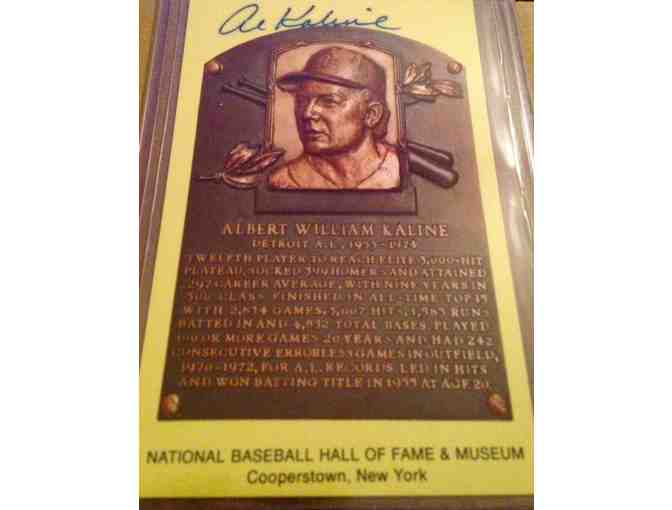 Al Kaline
ALBERT WILLIAM KALINE
DETROIT A.L., 1953-1974
TWELFTH PLAYER TO REACH ELITE 3,000-HIT
PLATEAU. SOCKED 399 HOMERS AND ATTAINED
.297 CAREER AVERAGE, WITH NINE YEARS IN
.300 CLASS. FINISHED IN ALL-TIME TOP 15
WITH 2,834 GAMES, 3,007 HITS, 1,583 RUNS
BATTED IN AND 4,852 TOTAL BASES. PLAYED
100 OR MORE GAMES 20 YEARS AND HAD 242
CONSECUTIVE ERRORLESS GAMES IN OUTFIELD,
1970-1972, FOR A.L. RECORDS. LED IN HITS
AND WON BATTING TITLE IN 1955 AT AGE 20.
NATIONAL BASEBALL HALL OF FAME & MUSEUM
Cooperstown, New York